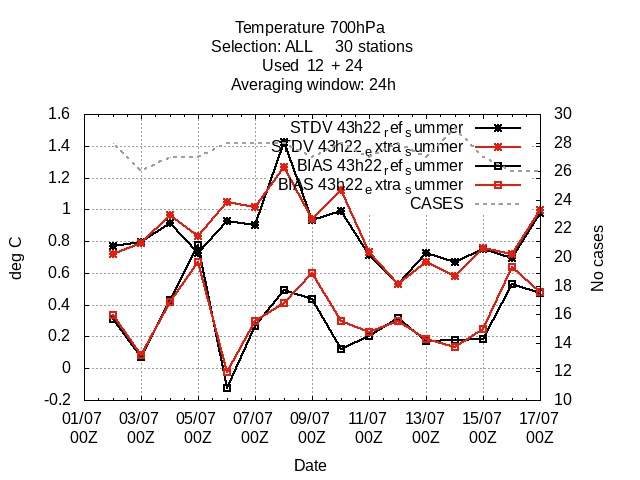 Temperature 700hPa
Selection: ALL 30 stations
Used 12 + 24
Averaging window: 24h
STDV 43h22refsummer
STDV 43h22extrasummer
BIAS 43h22refsummer
BIAS 43h22extrasummer
CASES
deg C
1.6
1.4
1.2
1
0.8
0.6
0.4
0.2
0
-0.2
30
28
26
24
22
20
18
16
14
12
10
No cases
01/07 03/07 05/07 07/07 09/07 11/07 13/07 15/07 17/07
00Z 00Z 00Z 00Z 00Z 00Z 00Z 00Z 00Z
Date